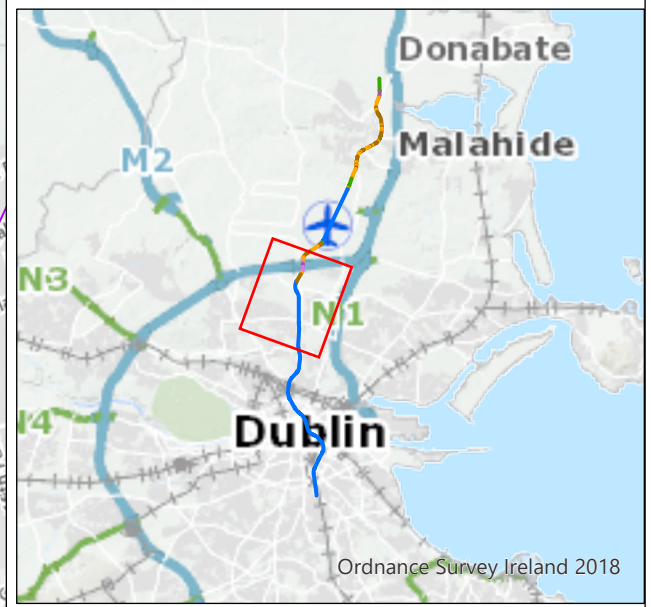 Donabate
Malahide
M2
N3
N1
N4
Dublin
Ordnance Survey Ireland 2018